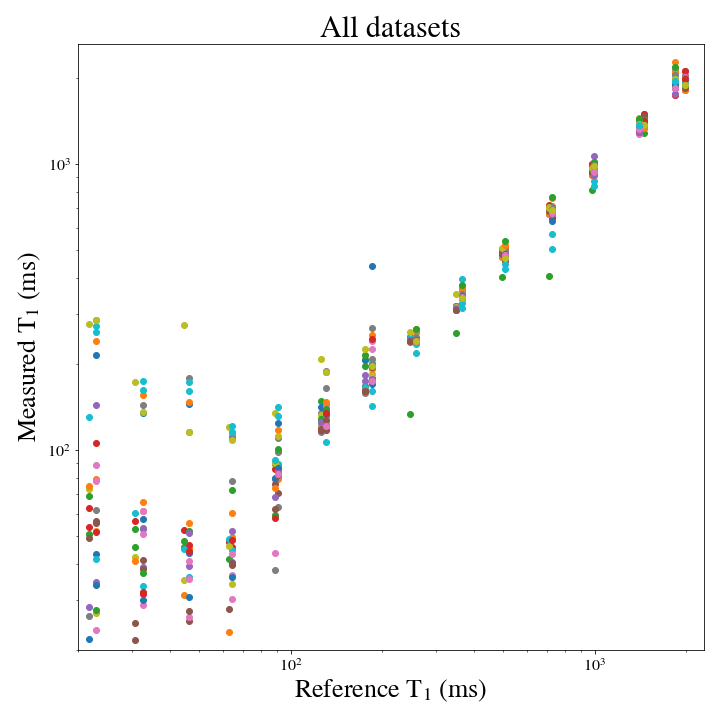 All datasets
Measured T₁ (ms)
10³
10²
10² 10³
Reference T₁ (ms)